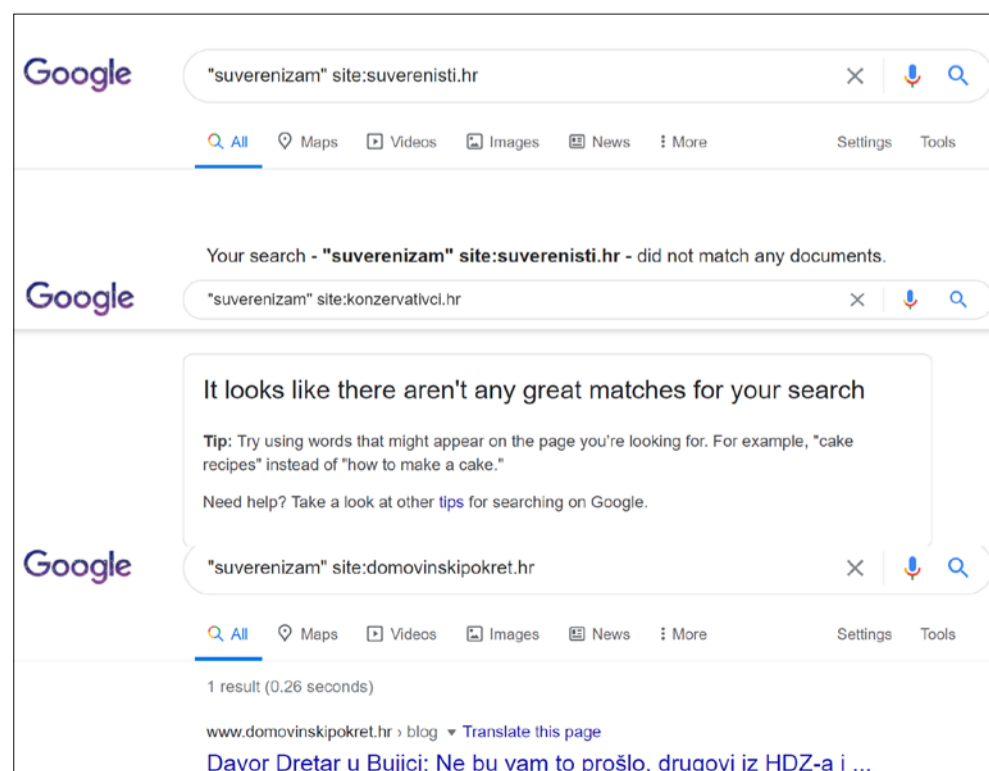 Google
"suverenizam" site:suverenisti.hr
All Maps Videos Images News More Settings Tools
Your search - "suverenizam" site:suverenisti.hr - did not match any documents.
Google
"suverenizam" site:konzervativci.hr
It looks like there aren't any great matches for your search
Tip: Try using words that might appear on the page you're looking for. For example, "cake
recipes" instead of "how to make a cake."
Need help? Take a look at other tips for searching on Google.
Google
"suverenizam" site:domovinskipokret.hr
All Maps Videos Images News More Settings Tools
1 result (0.26 seconds)
www.domovinskipokret.hr › blog ▾ Translate this page
Davor Dretar u Bujici: Ne bu vam to prošlo, drugovi iz HDZ-a i ...